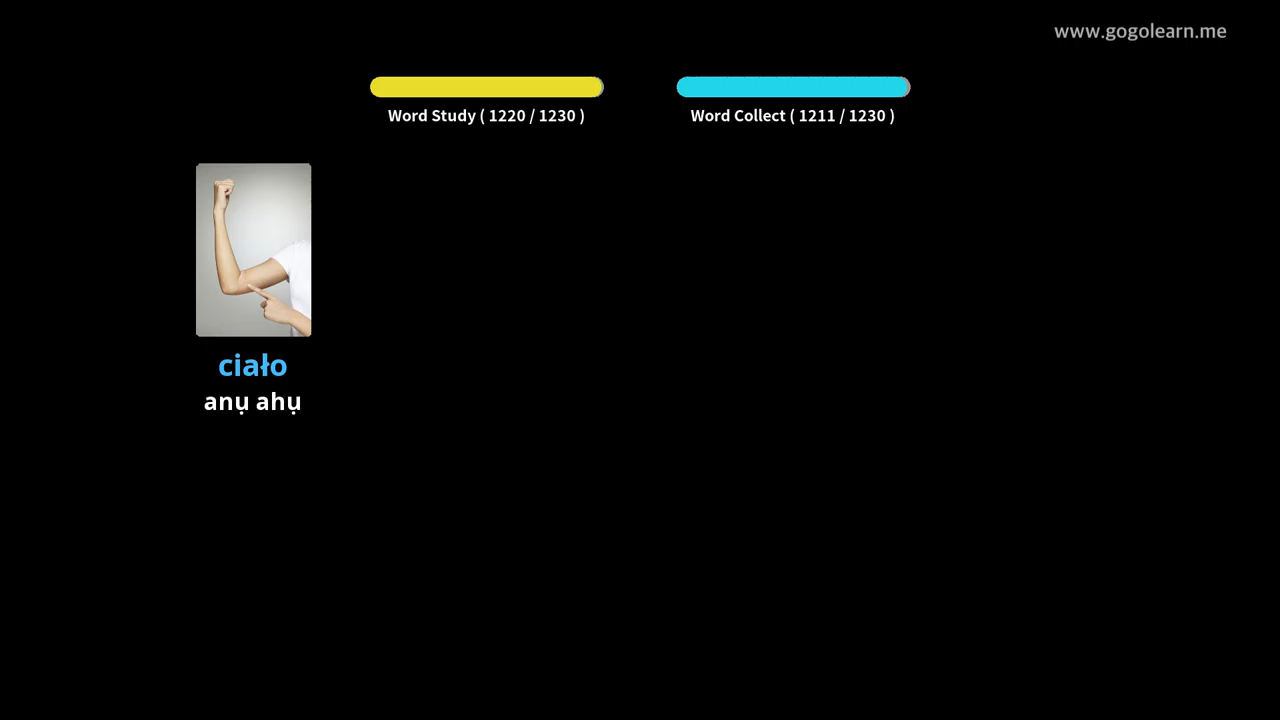 www.gogolearn.me
Word Study ( 1220 / 1230 )
Word Collect ( 1211 / 1230 )
ciało
anụ ahụ